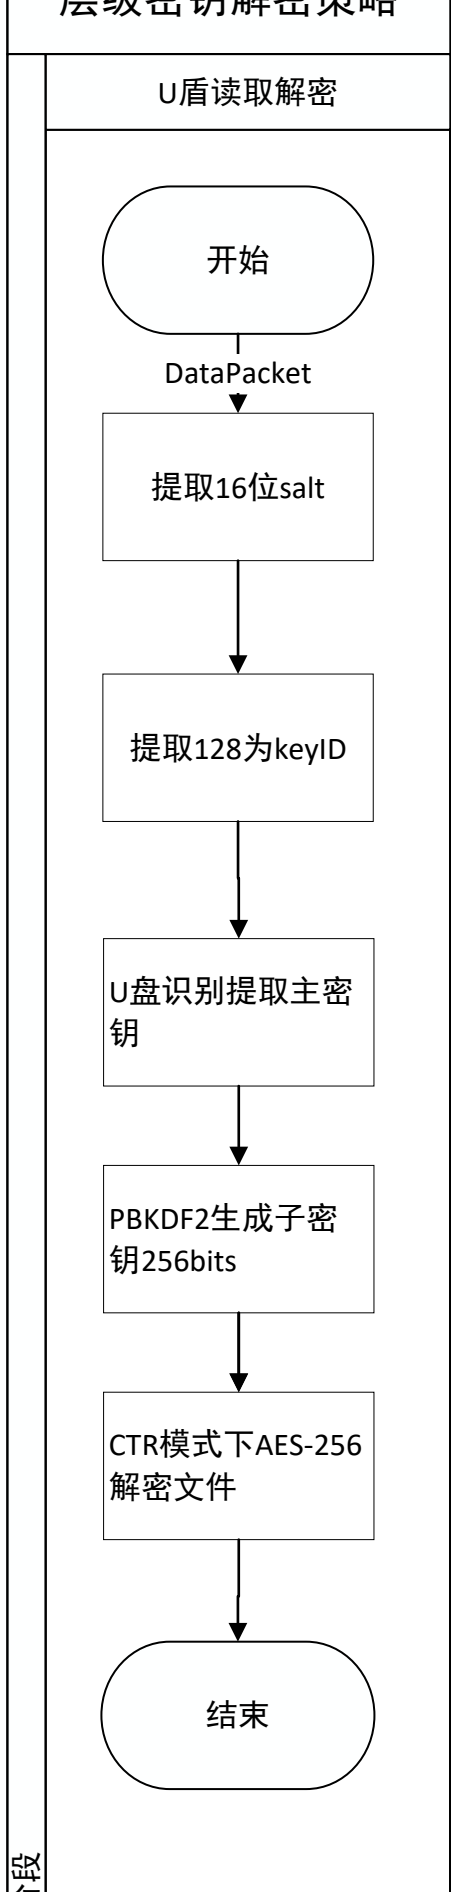 层级密钥解密策略
U盾读取解密
开始
DataPacket
提取16位salt
提取128为keyID
U盘识别提取主密
钥
PBKDF2生成子密
钥256bits
CTR模式下AES-256
解密文件
结束
阶段